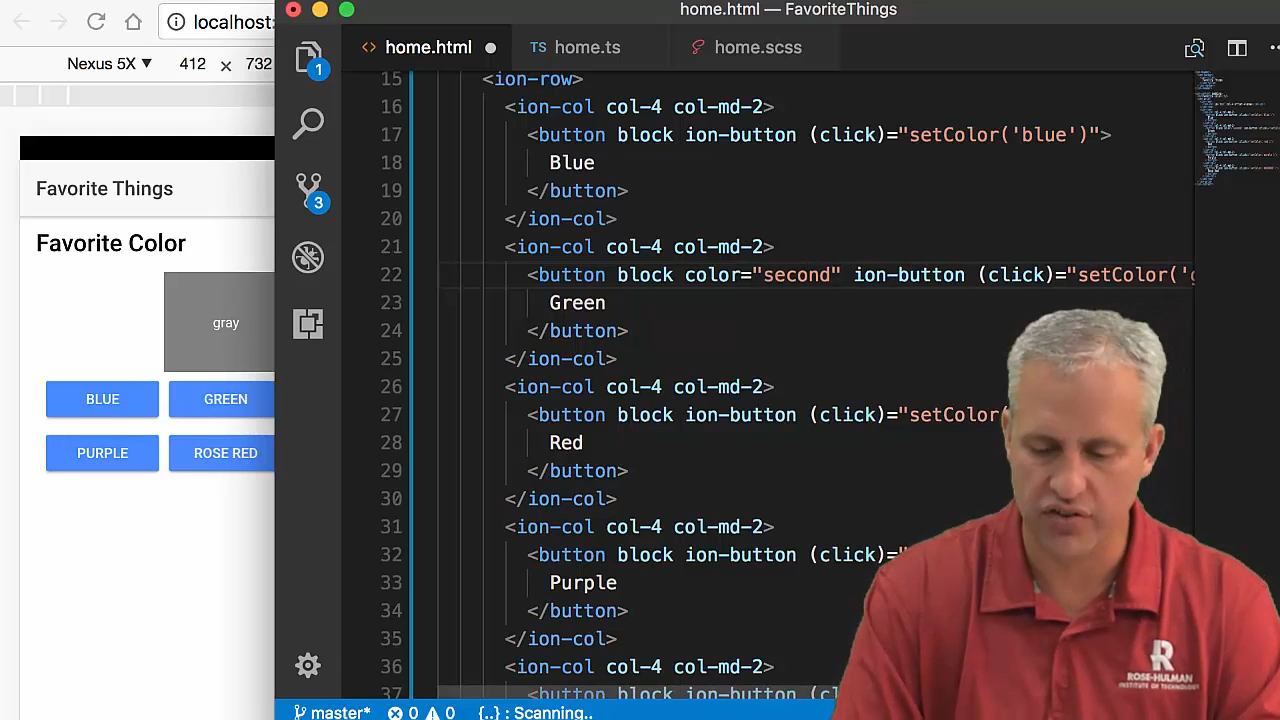 home.html — FavoriteThings
localhost:
home.html
TS home.ts
home.scss
Nexus 5X ▼ 412 × 732
1
3
Favorite Things
Favorite Color
gray
BLUE
GREEN
PURPLE
ROSE RED
15 <ion-row>
16 <ion-col col-4 col-md-2>
17 <button block ion-button (click)="setColor('blue')">
18 Blue
19 </button>
20 </ion-col>
21 <ion-col col-4 col-md-2>
22 <button block color="second" ion-button (click)="setColor('g
23 Green
24 </button>
25 </ion-col>
26 <ion-col col-4 col-md-2>
27 <button block ion-button (click)="setColor(
28 Red
29 </button>
30 </ion-col>
31 <ion-col col-4 col-md-2>
32 <button block ion-button (click)=
33 Purple
34 </button>
35 </ion-col>
36 <ion-col col-4 col-md-2>
37 <button block ion-button (cl
R
ROSE-HULMAN
INSTITUTE OF TECHNOLOGY
master* 0 0 {..} : Scanning..